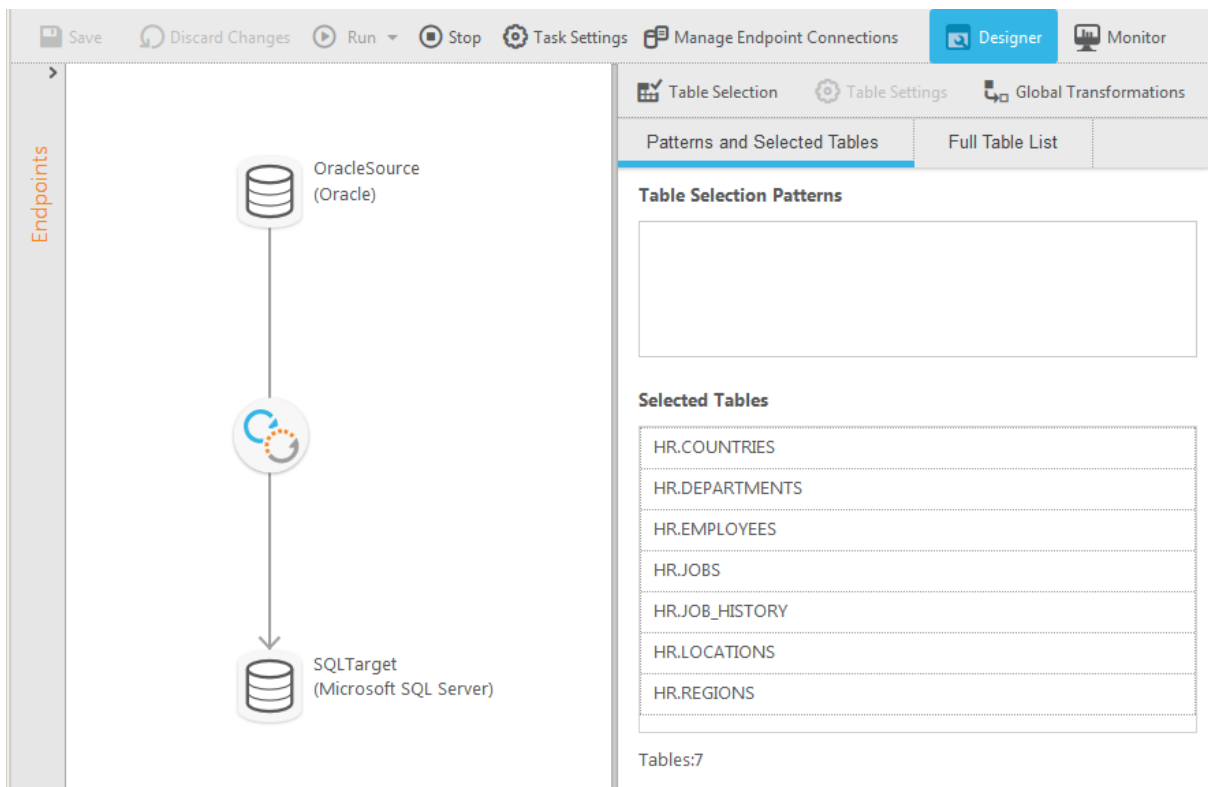 Save Discard Changes Run Stop Task Settings Manage Endpoint Connections Designer Monitor
Endpoints
OracleSource
(Oracle)
SQLTarget
(Microsoft SQL Server)
Table Selection Table Settings Global Transformations
Patterns and Selected Tables Full Table List
Table Selection Patterns
Selected Tables
HR.COUNTRIES
HR.DEPARTMENTS
HR.EMPLOYEES
HR.JOBS
HR.JOB_HISTORY
HR.LOCATIONS
HR.REGIONS
Tables:7